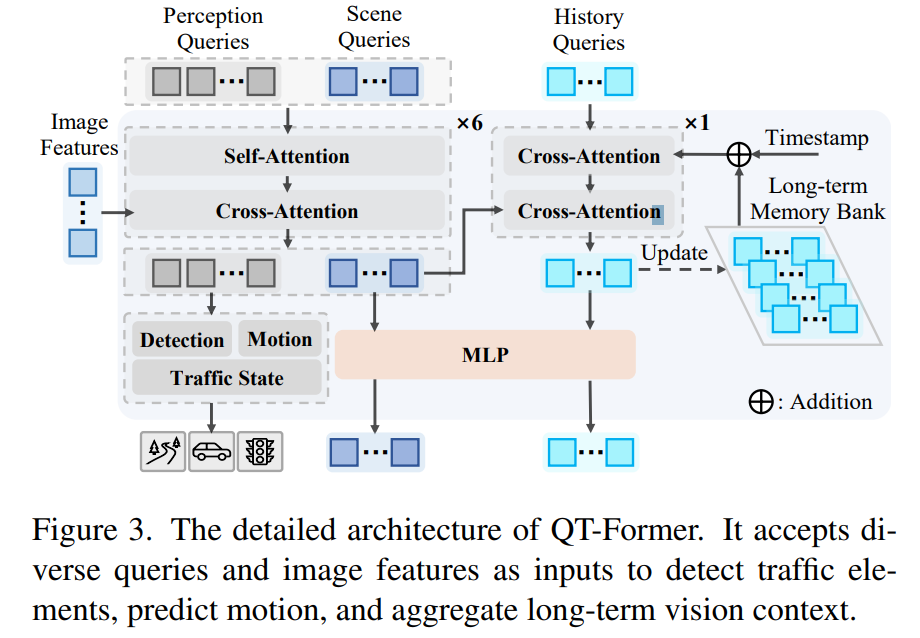 Perception
Queries
Scene
Queries
History
Queries
Image
Features
×6
×1
Self-Attention
Cross-Attention
Cross-Attention
Cross-Attention
Timestamp
Long-term
Memory Bank
Update
Detection
Motion
Traffic State
MLP
⊕: Addition
Figure 3. The detailed architecture of QT-Former. It accepts di-
verse queries and image features as inputs to detect traffic ele-
ments, predict motion, and aggregate long-term vision context.